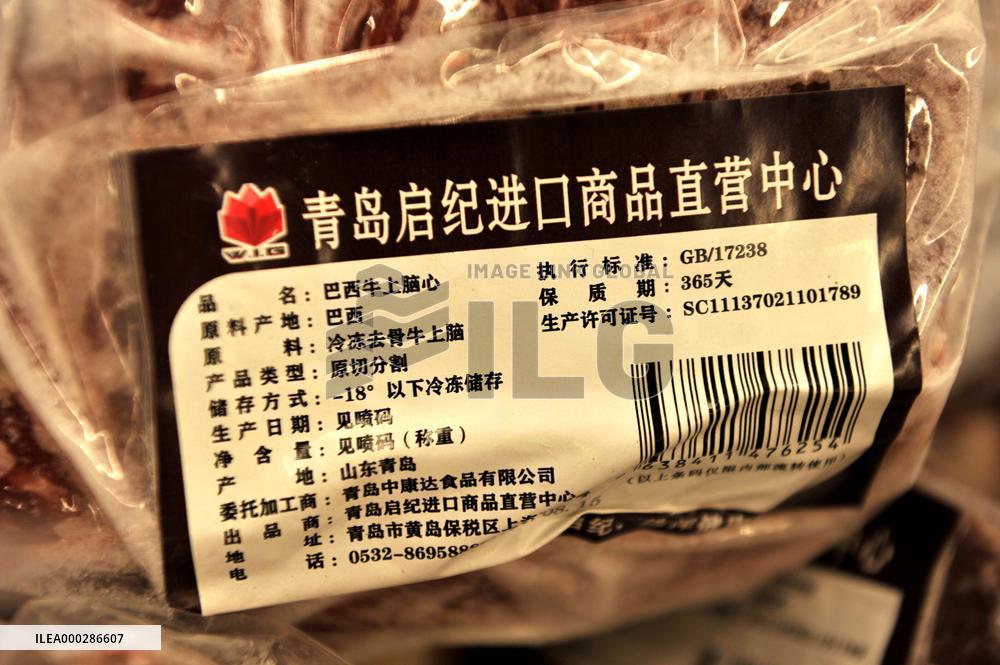 青岛启纪进口商品直营中心
W.I.G
品名：巴西牛上脑心
原料产地：巴西
原料：冷冻去骨牛上脑
产品类型：原切分割
储存方式：-18° 以下冷冻储存
生产日期：见喷码
净含量：见喷码（称重）
产地：山东青岛
委托加工商：青岛中康达食品有限公司
出品商：青岛启纪进口商品直营中心
地址：青岛市黄岛保税区上海
电话：0532-869588
执行标准：GB/17238
保质期：365天
生产许可证号：SC11137021101789
638411476254
（以上条码仅限内部流转使用）
IMAGE LINK GLOBAL
ILG
ILEA000286607